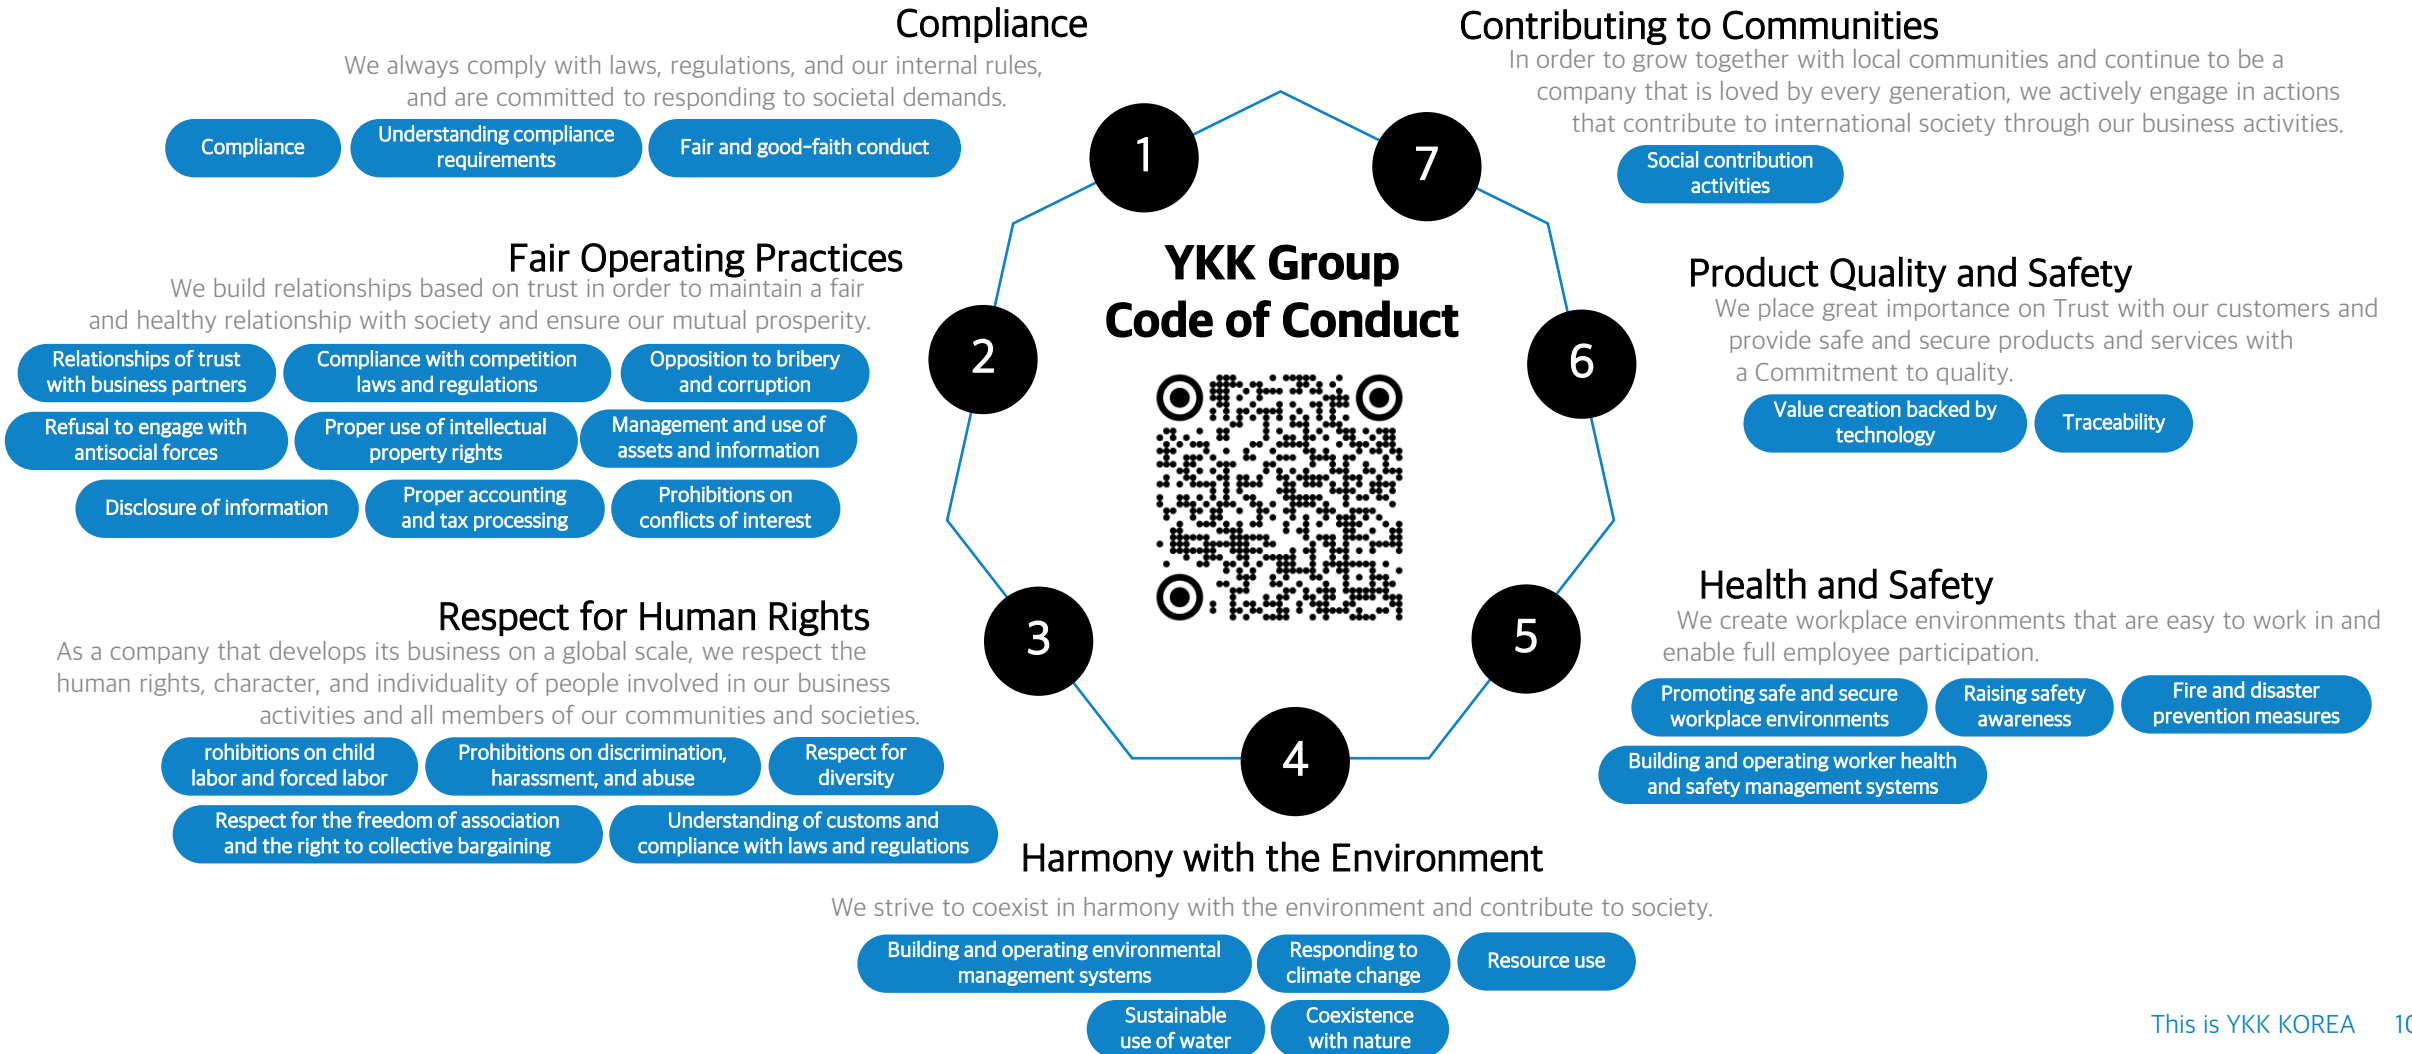 Compliance
We always comply with laws, regulations, and our internal rules,
and are committed to responding to societal demands.
Compliance
Understanding compliance
requirements
Fair and good-faith conduct
1
Fair Operating Practices
We build relationships based on trust in order to maintain a fair
and healthy relationship with society and ensure our mutual prosperity.
Relationships of trust
with business partners
Compliance with competition
laws and regulations
Opposition to bribery
and corruption
Refusal to engage with
antisocial forces
Proper use of intellectual
property rights
Management and use of
assets and information
Disclosure of information
Proper accounting
and tax processing
Prohibitions on
conflicts of interest
2
Respect for Human Rights
As a company that develops its business on a global scale, we respect the
human rights, character, and individuality of people involved in our business
activities and all members of our communities and societies.
rohibitions on child
labor and forced labor
Prohibitions on discrimination,
harassment, and abuse
Respect for
diversity
Respect for the freedom of association
and the right to collective bargaining
Understanding of customs and
compliance with laws and regulations
3
YKK Group
Code of Conduct
4
Harmony with the Environment
We strive to coexist in harmony with the environment and contribute to society.
Building and operating environmental
management systems
Responding to
climate change
Resource use
Sustainable
use of water
Coexistence
with nature
5
Health and Safety
We create workplace environments that are easy to work in and
enable full employee participation.
Promoting safe and secure
workplace environments
Raising safety
awareness
Fire and disaster
prevention measures
Building and operating worker health
and safety management systems
6
Product Quality and Safety
We place great importance on Trust with our customers and
provide safe and secure products and services with
a Commitment to quality.
Value creation backed by
technology
Traceability
7
Contributing to Communities
In order to grow together with local communities and continue to be a
company that is loved by every generation, we actively engage in actions
that contribute to international society through our business activities.
Social contribution
activities
This is YKK KOREA 10